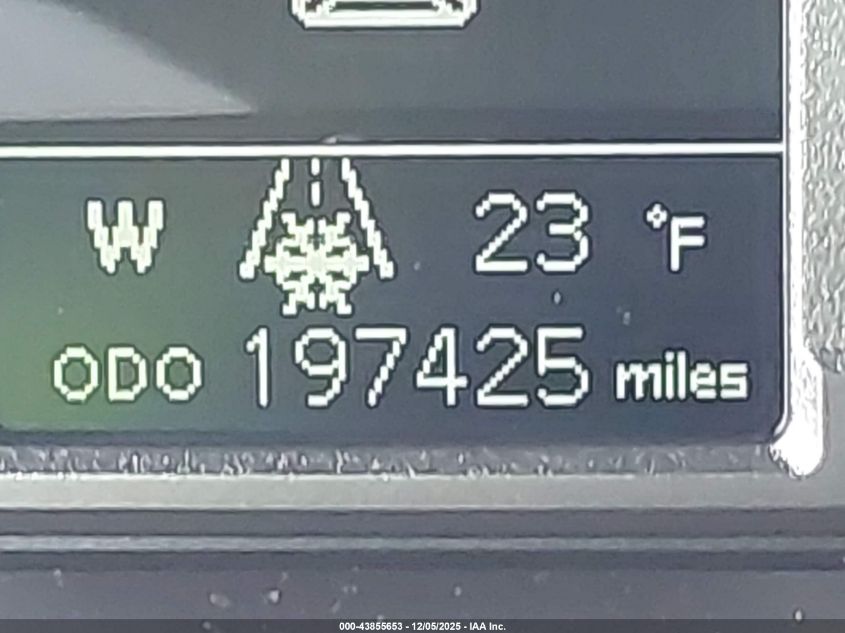 W 23 °F
ODO 197425 miles
000-43855653 - 12/05/2025 - IAA Inc.